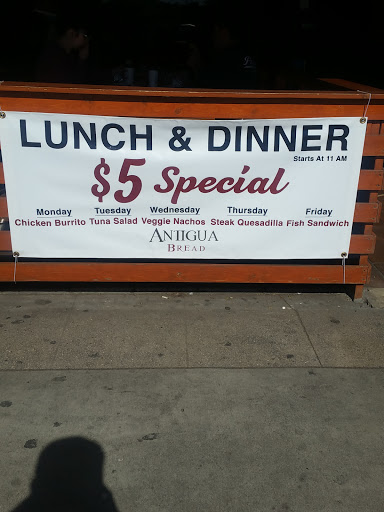 LUNCH & DINNER
Starts At 11 AM
$5 Special
Monday Tuesday Wednesday Thursday Friday
Chicken Burrito Tuna Salad Veggie Nachos Steak Quesadilla Fish Sandwich
ANTIGUA
BREAD